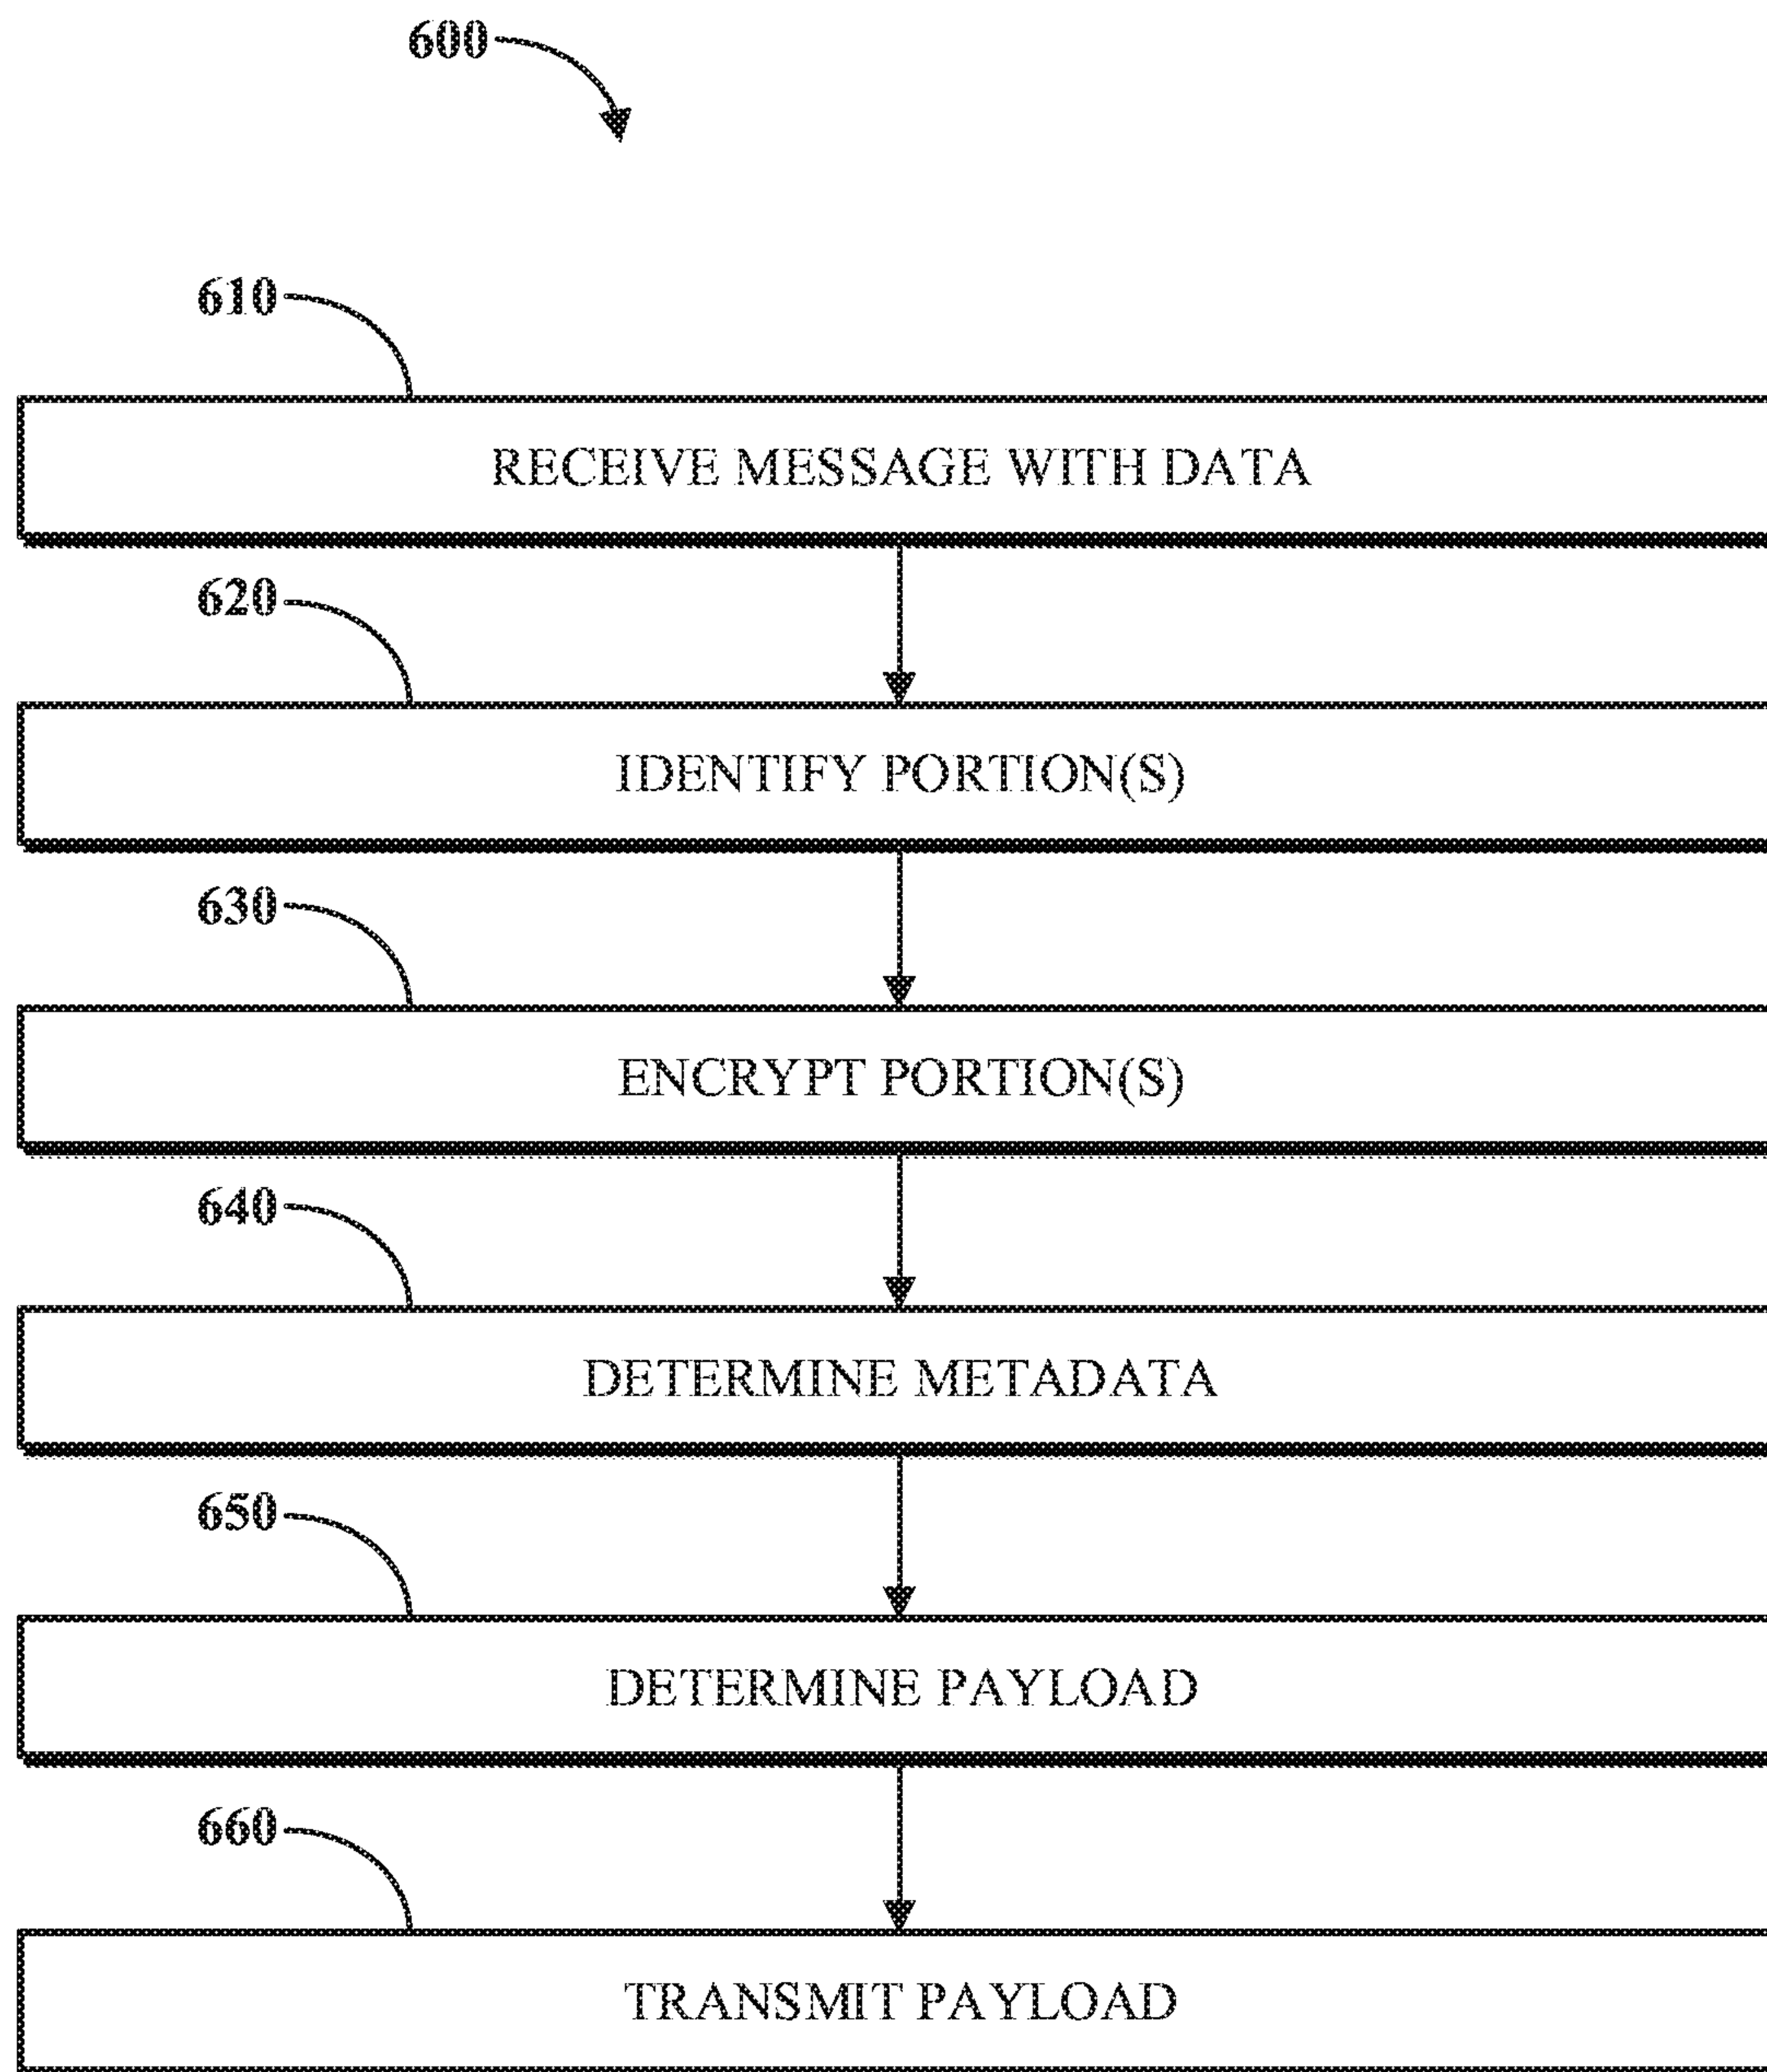 600
610
RECEIVE MESSAGE WITH DATA
620
IDENTIFY PORTION(S)
630
ENCRYPT PORTION(S)
640
DETERMINE METADATA
650
DETERMINE PAYLOAD
660
TRANSMIT PAYLOAD